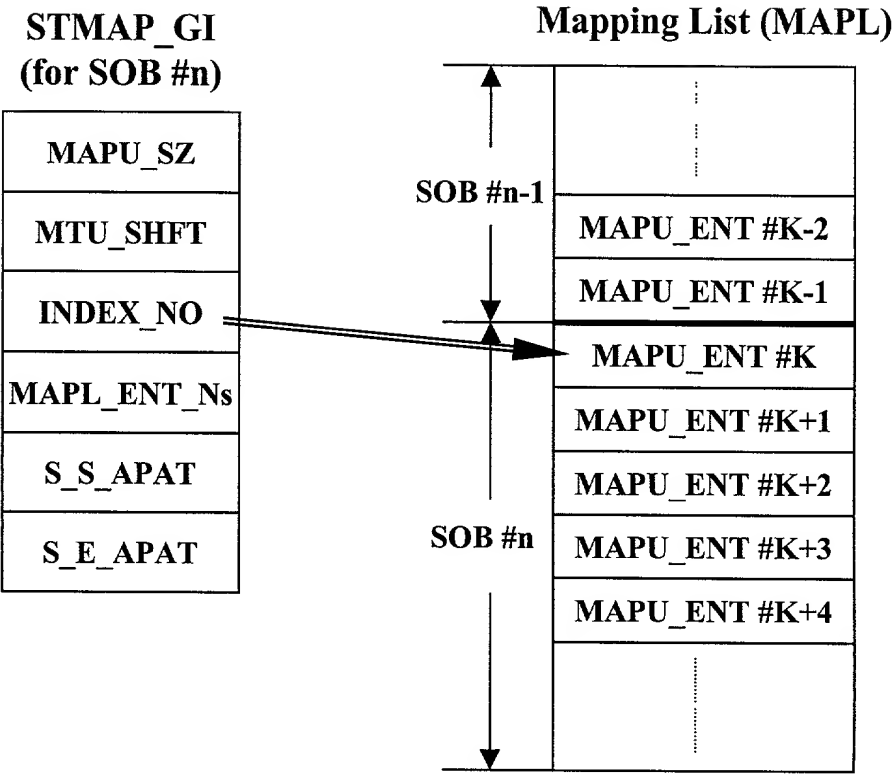 STMAP_GI
(for SOB #n)
MAPU_SZ
MTU_SHFT
INDEX_NO
MAPL_ENT_Ns
S_S_APAT
S_E_APAT
Mapping List (MAPL)
SOB #n-1
SOB #n
MAPU_ENT #K-2
MAPU_ENT #K-1
MAPU_ENT #K
MAPU_ENT #K+1
MAPU_ENT #K+2
MAPU_ENT #K+3
MAPU_ENT #K+4